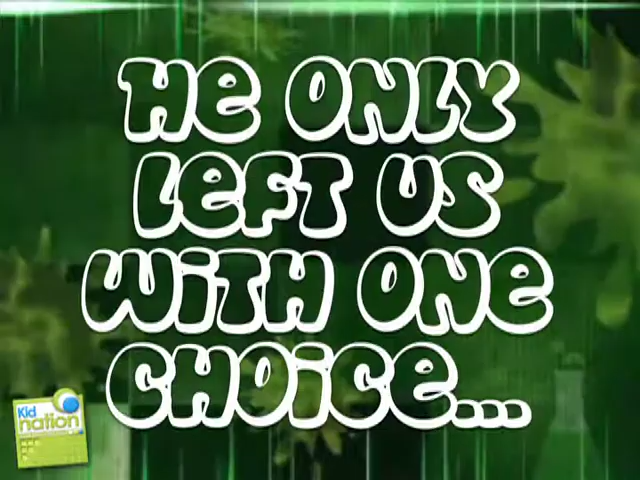 He only
left us
with one
choice...
Kid
nation